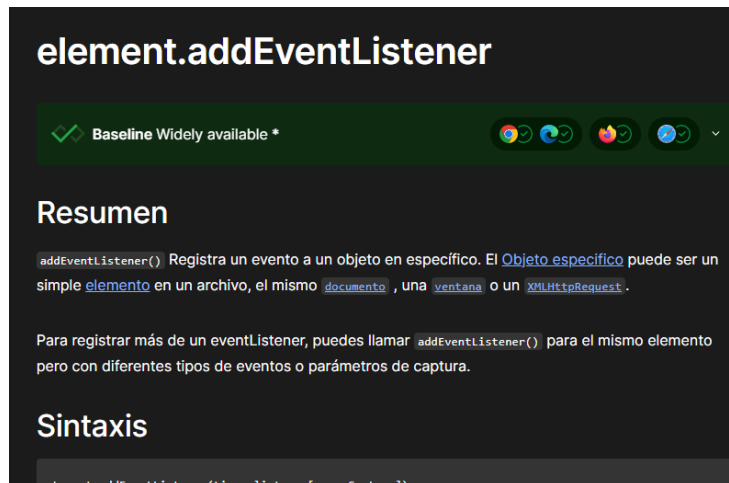 element.addEventListener
Baseline Widely available *
Resumen
addEventListener() Registra un evento a un objeto en específico. El Objeto especifico puede ser un
simple elemento en un archivo, el mismo documento , una ventana o un XMLHttpRequest.
Para registrar más de un eventListener, puedes llamar addEventListener() para el mismo elemento
pero con diferentes tipos de eventos o parámetros de captura.
Sintaxis